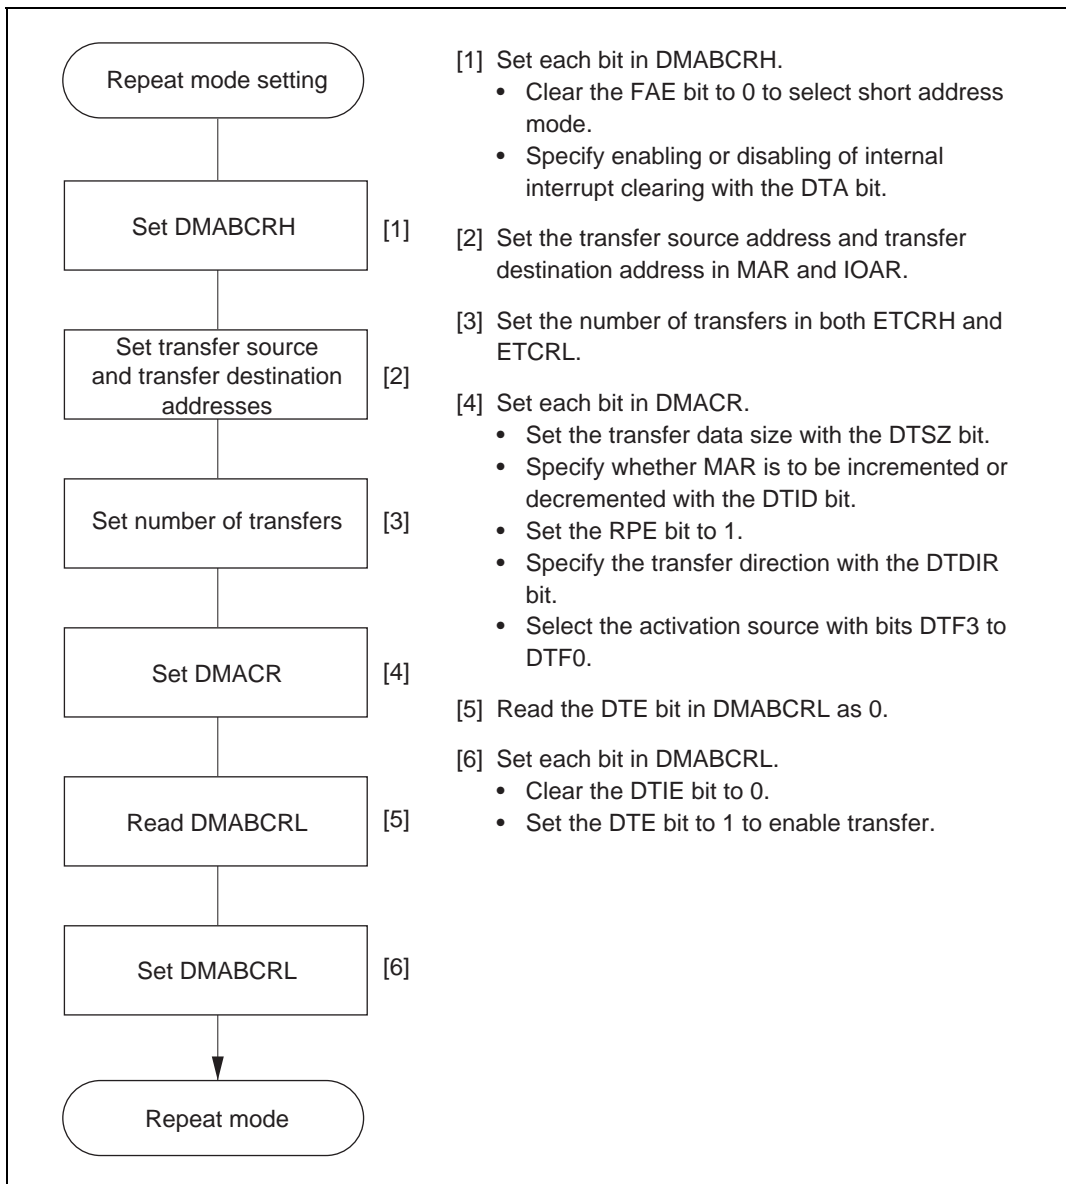 Repeat mode setting
Set DMABCRH
[1]
Set transfer source
and transfer destination
addresses
[2]
Set number of transfers
[3]
Set DMACR
[4]
Read DMABCRL
[5]
Set DMABCRL
[6]
Repeat mode
[1] Set each bit in DMABCRH.
• Clear the FAE bit to 0 to select short address
mode.
• Specify enabling or disabling of internal
interrupt clearing with the DTA bit.
[2] Set the transfer source address and transfer
destination address in MAR and IOAR.
[3] Set the number of transfers in both ETCRH and
ETCRL.
[4] Set each bit in DMACR.
• Set the transfer data size with the DTSZ bit.
• Specify whether MAR is to be incremented or
decremented with the DTID bit.
• Set the RPE bit to 1.
• Specify the transfer direction with the DTDIR
bit.
• Select the activation source with bits DTF3 to
DTF0.
[5] Read the DTE bit in DMABCRL as 0.
[6] Set each bit in DMABCRL.
• Clear the DTIE bit to 0.
• Set the DTE bit to 1 to enable transfer.